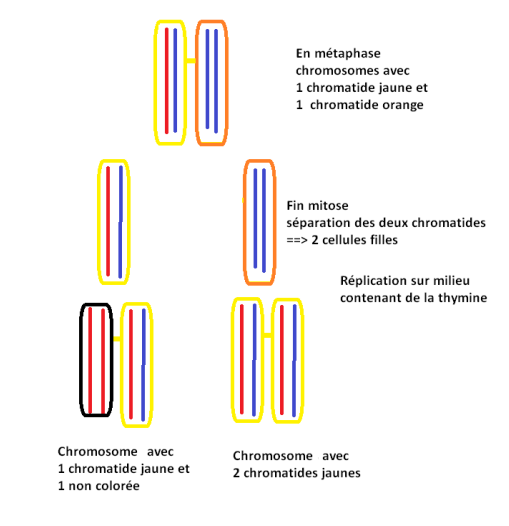 En métaphase
chromosomes avec
1 chromatide jaune et
1 chromatide orange
Fin mitose
séparation des deux chromatides
==> 2 cellules filles
Réplication sur milieu
contenant de la thymine
Chromosome avec
1 chromatide jaune et
1 non colorée
Chromosome avec
2 chromatides jaunes